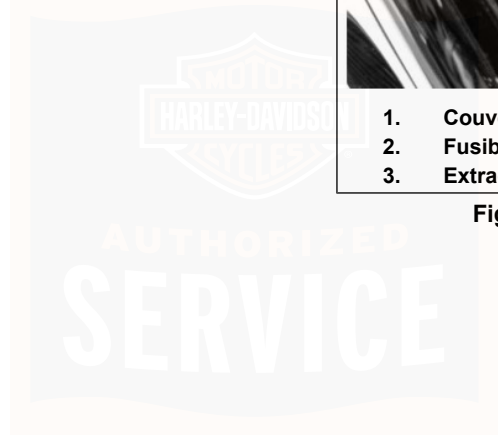 MOTOR
HARLEY-DAVIDSON
CYCLES
AUTHORIZED
SERVICE
1. Couv
2. Fusib
3. Extra
Fig